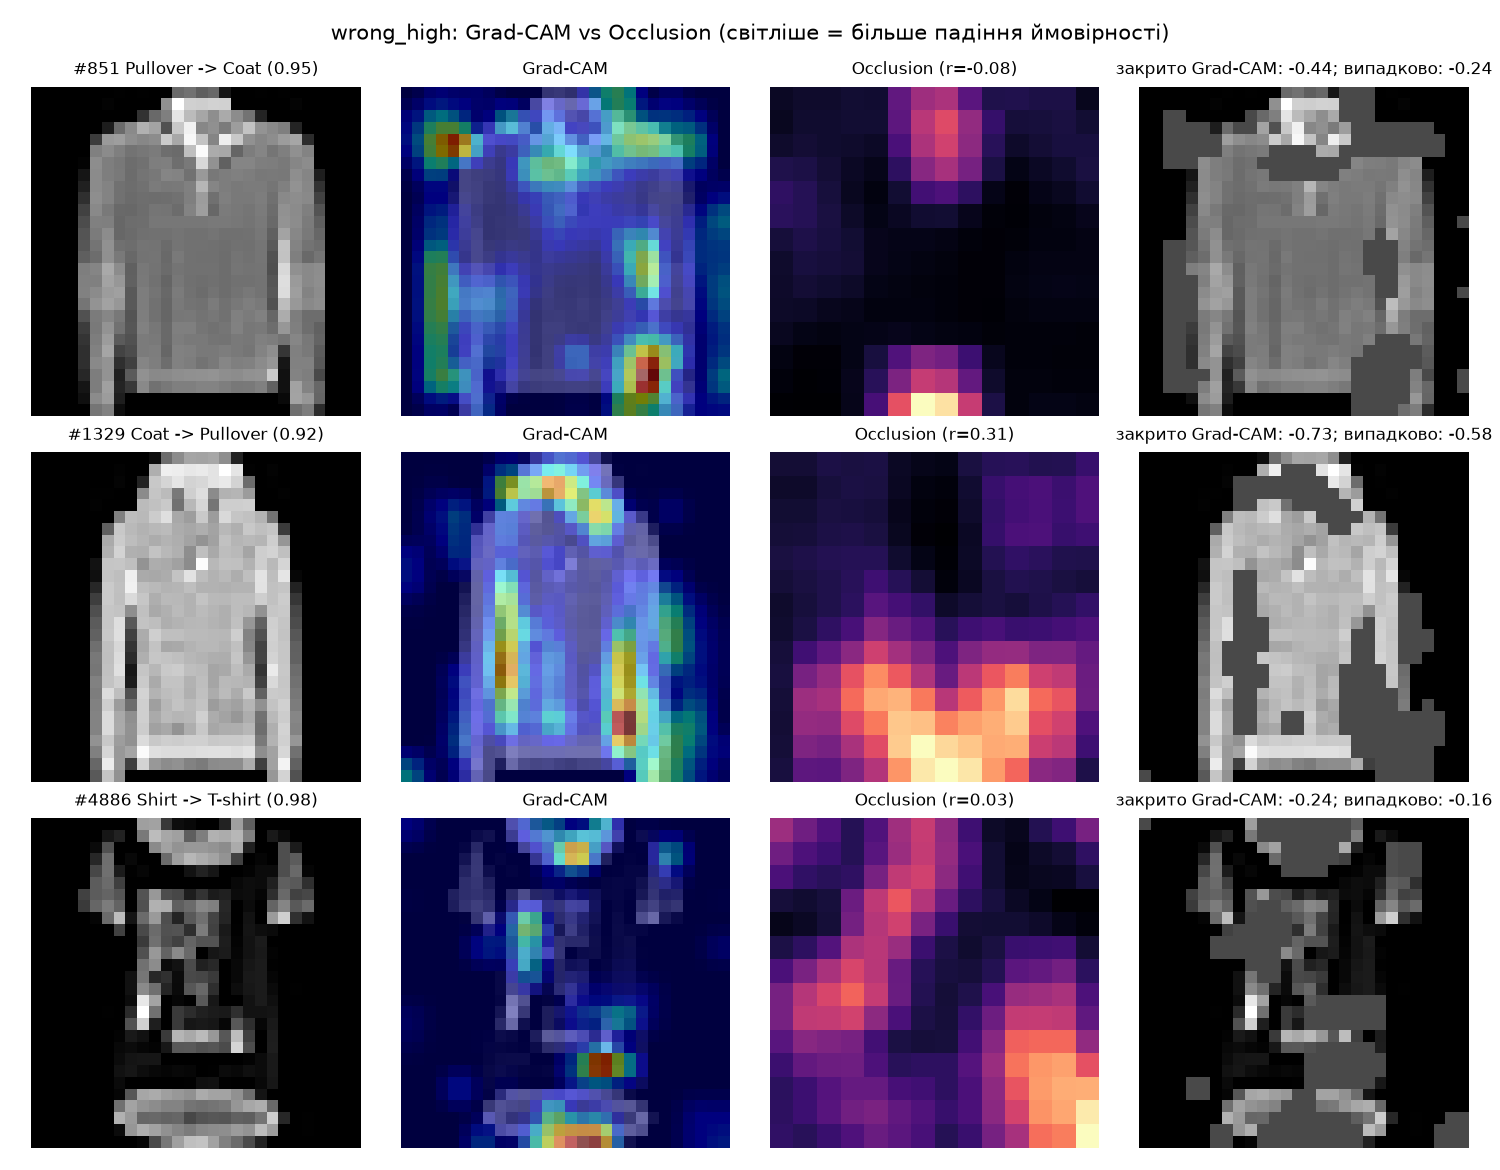 wrong_high: Grad-CAM vs Occlusion (світліше = більше падіння ймовірності)
#851 Pullover -> Coat (0.95)
Grad-CAM
Occlusion (r=-0.08)
закрито Grad-CAM: -0.44; випадково: -0.24
#1329 Coat -> Pullover (0.92)
Grad-CAM
Occlusion (r=0.31)
закрито Grad-CAM: -0.73; випадково: -0.58
#4886 Shirt -> T-shirt (0.98)
Grad-CAM
Occlusion (r=0.03)
закрито Grad-CAM: -0.24; випадково: -0.16